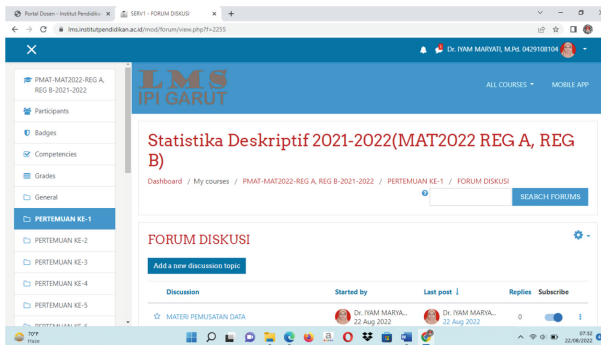 Portal Dosen - Institut Pendidika
SERV1 - FORUM DISKUSI
lms.institutpendidikan.ac.id/mod/forum/view.php?f=2255
Dr. IYAM MARYATI, M.Pd. 0429108104
PMAT-MAT2022-REG A,
REG B-2021-2022
Participants
Badges
Competencies
Grades
General
PERTEMUAN KE-1
PERTEMUAN KE-2
PERTEMUAN KE-3
PERTEMUAN KE-4
PERTEMUAN KE-5
PERTEMUAN KE-6
LMS
IPI GARUT
ALL COURSES
MOBILE APP
Statistika Deskriptif 2021-2022(MAT2022 REG A, REG
B)
Dashboard / My courses / PMAT-MAT2022-REG A, REG B-2021-2022 / PERTEMUAN KE-1 / FORUM DISKUSI
SEARCH FORUMS
FORUM DISKUSI
Add a new discussion topic
Discussion Started by Last post ↓ Replies Subscribe
MATERI PEMUSATAN DATA Dr. IYAM MARYA... Dr. IYAM MARYA... 0
22 Aug 2022 22 Aug 2022
70°F
Haze
07:52
22/08/2022